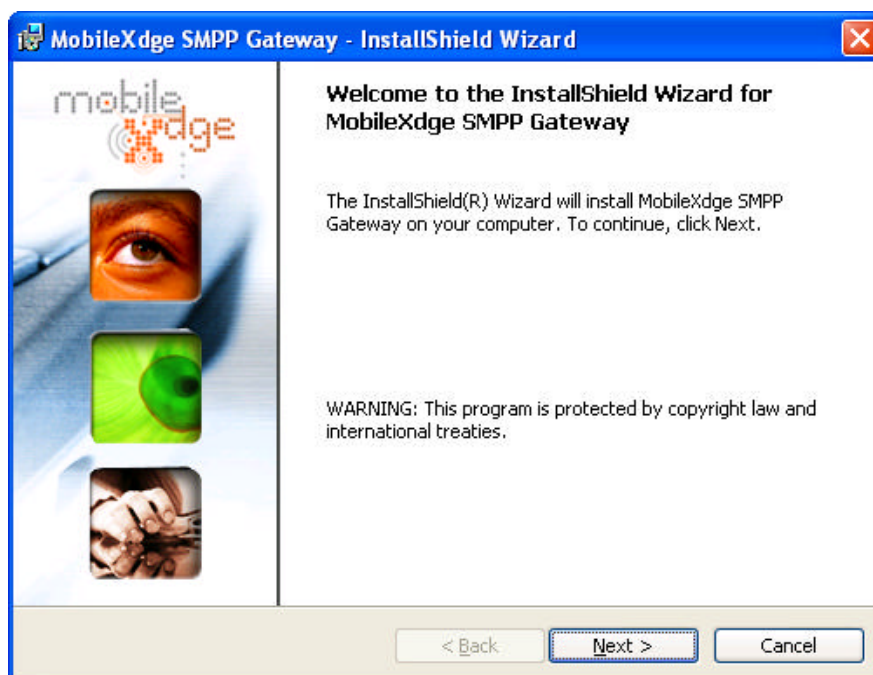 MobileXdge SMPP Gateway - InstallShield Wizard
mobile
Xdge
Welcome to the InstallShield Wizard for
MobileXdge SMPP Gateway
The InstallShield(R) Wizard will install MobileXdge SMPP
Gateway on your computer. To continue, click Next.
WARNING: This program is protected by copyright law and
international treaties.
< Back
Next >
Cancel